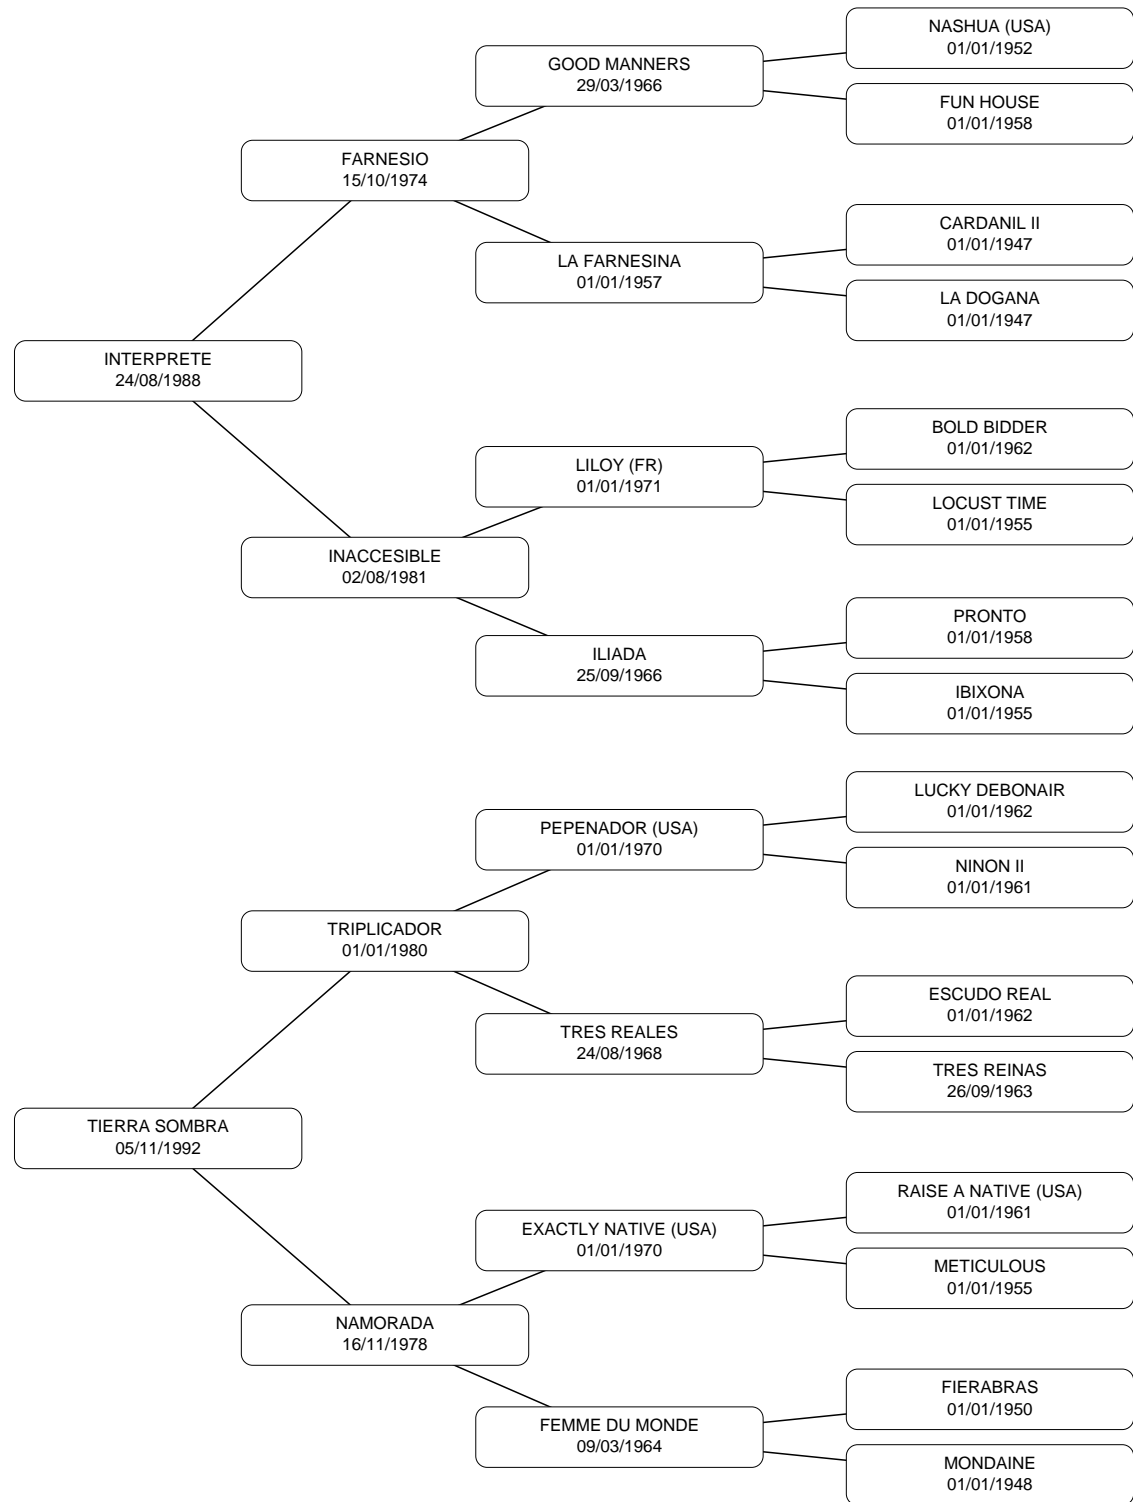 NASHUA (USA)
01/01/1952
GOOD MANNERS
29/03/1966
FUN HOUSE
01/01/1958
FARNESIO
15/10/1974
CARDANIL II
01/01/1947
LA FARNESINA
01/01/1957
LA DOGANA
01/01/1947
INTERPRETE
24/08/1988
BOLD BIDDER
01/01/1962
LILOY (FR)
01/01/1971
LOCUST TIME
01/01/1955
INACCESIBLE
02/08/1981
PRONTO
01/01/1958
ILIADA
25/09/1966
IBIXONA
01/01/1955
LUCKY DEBONAIR
01/01/1962
PEPENADOR (USA)
01/01/1970
NINON II
01/01/1961
TRIPLICADOR
01/01/1980
ESCUDO REAL
01/01/1962
TRES REALES
24/08/1968
TRES REINAS
26/09/1963
TIERRA SOMBRA
05/11/1992
RAISE A NATIVE (USA)
01/01/1961
EXACTLY NATIVE (USA)
01/01/1970
METICULOUS
01/01/1955
NAMORADA
16/11/1978
FIERABRAS
01/01/1950
FEMME DU MONDE
09/03/1964
MONDAINE
01/01/1948